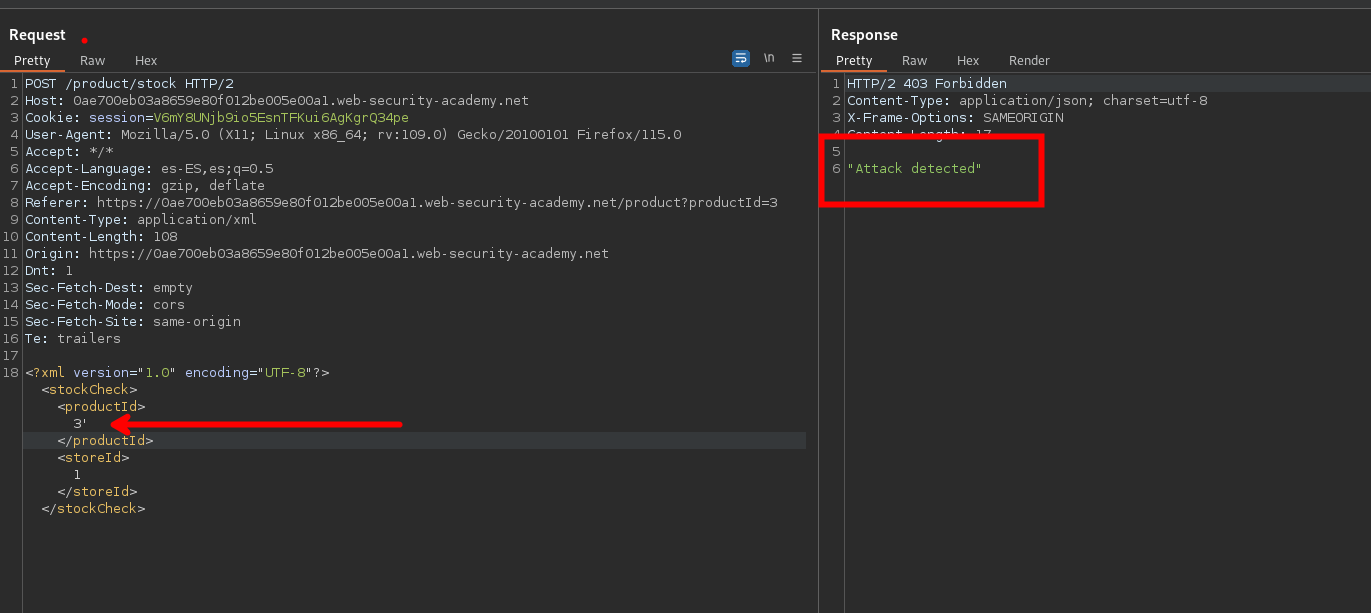 Request
Pretty Raw Hex
\n
1 POST /product/stock HTTP/2
2 Host: 0ae700eb03a8659e80f012be005e00a1.web-security-academy.net
3 Cookie: session=V6mY8UNjb9io5EsnTFKui6AgKgrQ34pe
4 User-Agent: Mozilla/5.0 (X11; Linux x86_64; rv:109.0) Gecko/20100101 Firefox/115.0
5 Accept: */*
6 Accept-Language: es-ES,es;q=0.5
7 Accept-Encoding: gzip, deflate
8 Referer: https://0ae700eb03a8659e80f012be005e00a1.web-security-academy.net/product?productId=3
9 Content-Type: application/xml
10 Content-Length: 108
11 Origin: https://0ae700eb03a8659e80f012be005e00a1.web-security-academy.net
12 Dnt: 1
13 Sec-Fetch-Dest: empty
14 Sec-Fetch-Mode: cors
15 Sec-Fetch-Site: same-origin
16 Te: trailers
17
18 <?xml version="1.0" encoding="UTF-8"?>
<stockCheck>
<productId>
3'
</productId>
<storeId>
1
</storeId>
</stockCheck>
Response
Pretty Raw Hex Render
1 HTTP/2 403 Forbidden
2 Content-Type: application/json; charset=utf-8
3 X-Frame-Options: SAMEORIGIN
4 Content-Length: 17
5
6 "Attack detected"